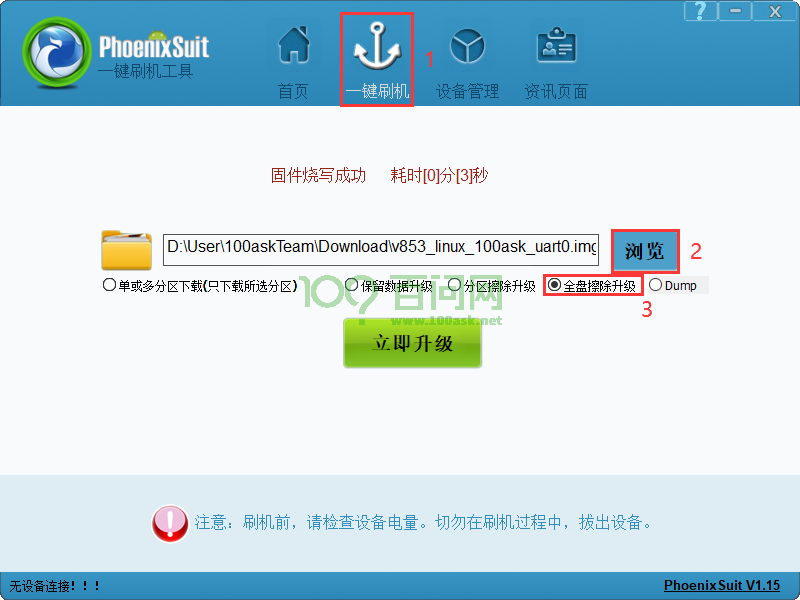 PhoenixSuit
一键刷机工具
首页
一键刷机
1
设备管理
资讯页面
固件烧写成功 耗时[0]分[3]秒
D:\User\100askTeam\Download\v853_linux_100ask_uart0.img
浏览
2
单或多分区下载(只下载所选分区)
保留数据升级
分区擦除升级
全盘擦除升级
Dump
3
百问网
www.100ask.net
立即升级
注意：刷机前，请检查设备电量。切勿在刷机过程中，拔出设备。
无设备连接！！！
PhoenixSuit V1.15